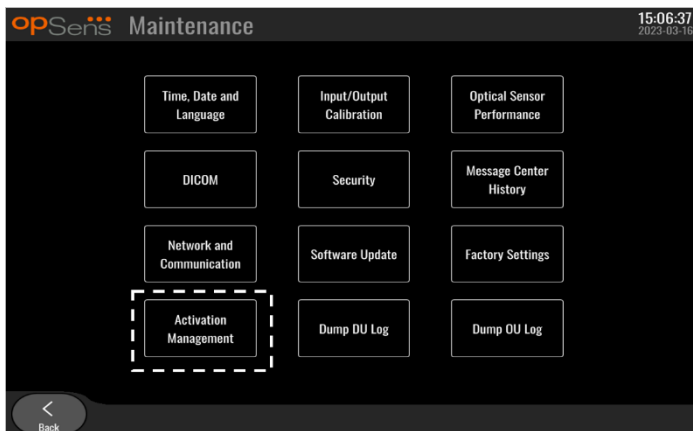 opSens Maintenance
15:06:37
2023-03-16
Time, Date and
Language
Input/Output
Calibration
Optical Sensor
Performance
DICOM
Security
Message Center
History
Network and
Communication
Software Update
Factory Settings
Activation
Management
Dump DU Log
Dump OU Log
Back